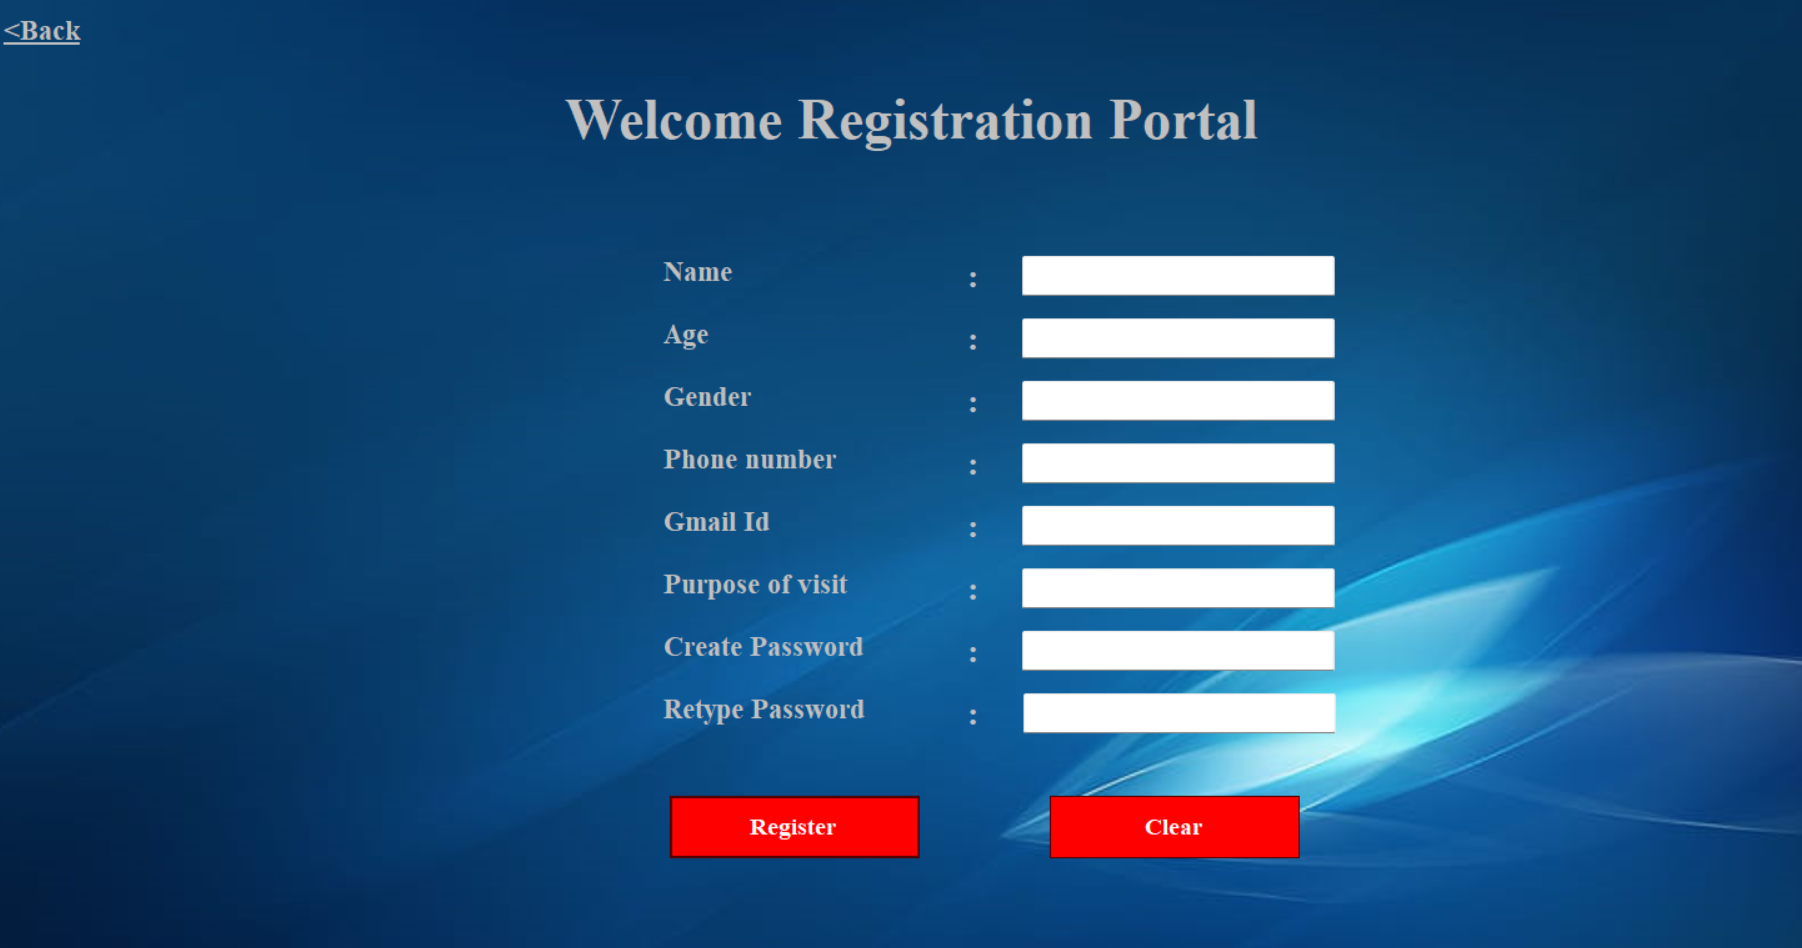 <Back
Welcome Registration Portal
Name :
Age :
Gender :
Phone number :
Gmail Id :
Purpose of visit :
Create Password :
Retype Password :
Register Clear